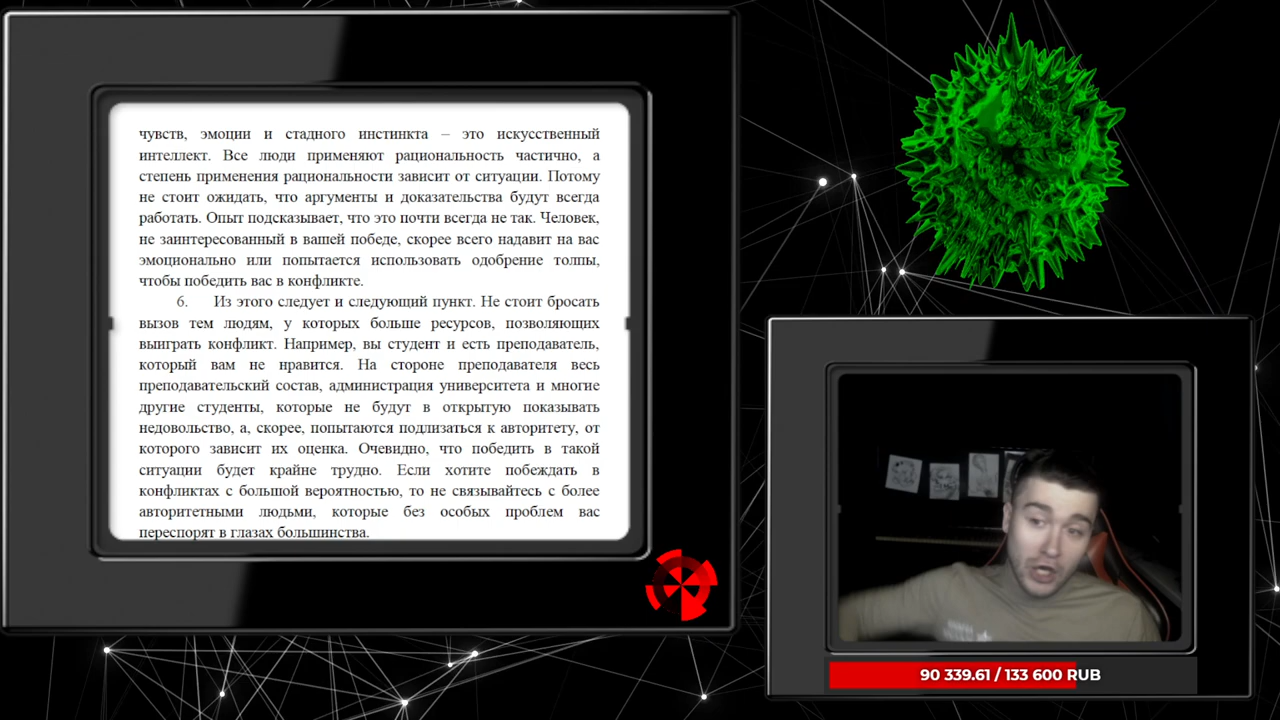 чувств, эмоции и стадного инстинкта – это искусственный
интеллект. Все люди применяют рациональность частично, а
степень применения рациональности зависит от ситуации. Потому
не стоит ожидать, что аргументы и доказательства будут всегда
работать. Опыт подсказывает, что это почти всегда не так. Человек,
не заинтересованный в вашей победе, скорее всего надавит на вас
эмоционально или попытается использовать одобрение толпы,
чтобы победить вас в конфликте.
6. Из этого следует и следующий пункт. Не стоит бросать
вызов тем людям, у которых больше ресурсов, позволяющих
выиграть конфликт. Например, вы студент и есть преподаватель,
который вам не нравится. На стороне преподавателя весь
преподавательский состав, администрация университета и многие
другие студенты, которые не будут в открытую показывать
недовольство, а, скорее, попытаются подлизаться к авторитету, от
которого зависит их оценка. Очевидно, что победить в такой
ситуации будет крайне трудно. Если хотите побеждать в
конфликтах с большой вероятностью, то не связывайтесь с более
авторитетными людьми, которые без особых проблем вас
переспорят в глазах большинства.
90 339.61 / 133 600 RUB